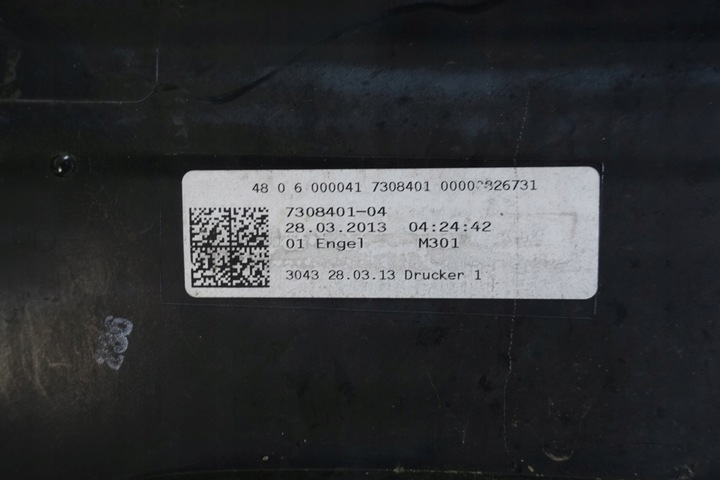 48 0 6 000041 7308401
7308401-04
28.03.2013 04:24:42
01 Engel M301
3043 28.03.13 Drucker 1